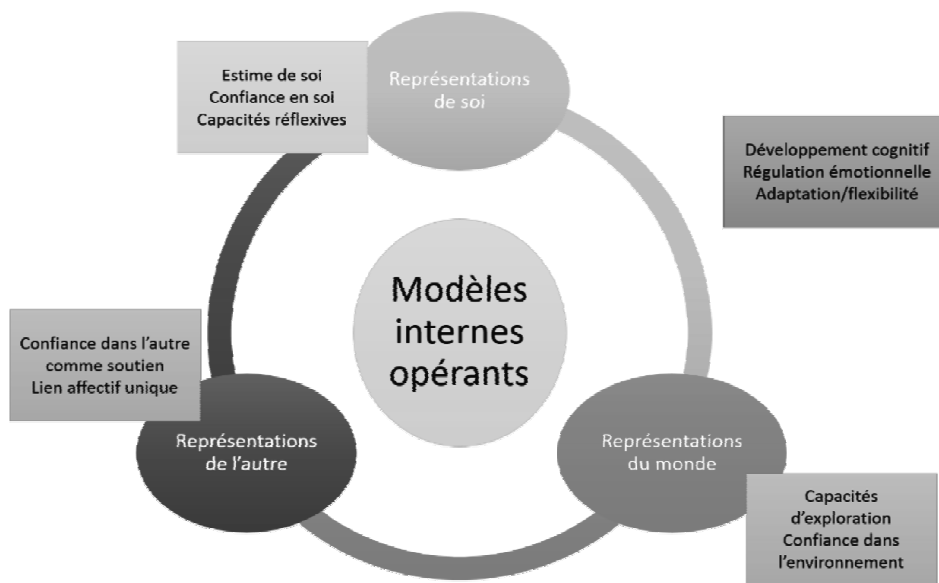 Estime de soi
Confiance en soi
Capacités réflexives
Représentations
de soi
Développement cognitif
Régulation émotionnelle
Adaptation/flexibilité
Modèles
internes
opérants
Confiance dans l'autre
comme soutien
Lien affectif unique
Représentations
de l'autre
Représentations
du monde
Capacités
d'exploration
Confiance dans
l'environnement